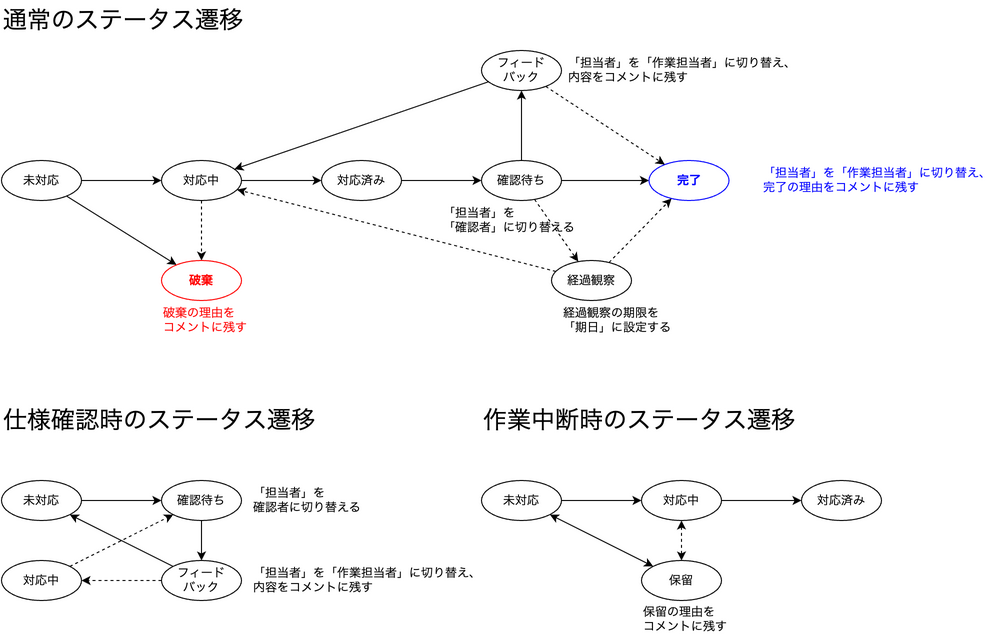 通常のステータス遷移
フィード
バック
「担当者」を「作業担当者」に切り替え、
内容をコメントに残す
未対応
対応中
対応済み
確認待ち
完了
「担当者」を「作業担当者」に切り替え、
完了の理由をコメントに残す
「担当者」を
「確認者」に切り替える
破棄
破棄の理由を
コメントに残す
経過観察
経過観察の期限を
「期日」に設定する
仕様確認時のステータス遷移
未対応
確認待ち
「担当者」を
確認者に切り替える
対応中
フィード
バック
「担当者」を「作業担当者」に切り替え、
内容をコメントに残す
作業中断時のステータス遷移
未対応
対応中
対応済み
保留
保留の理由を
コメントに残す